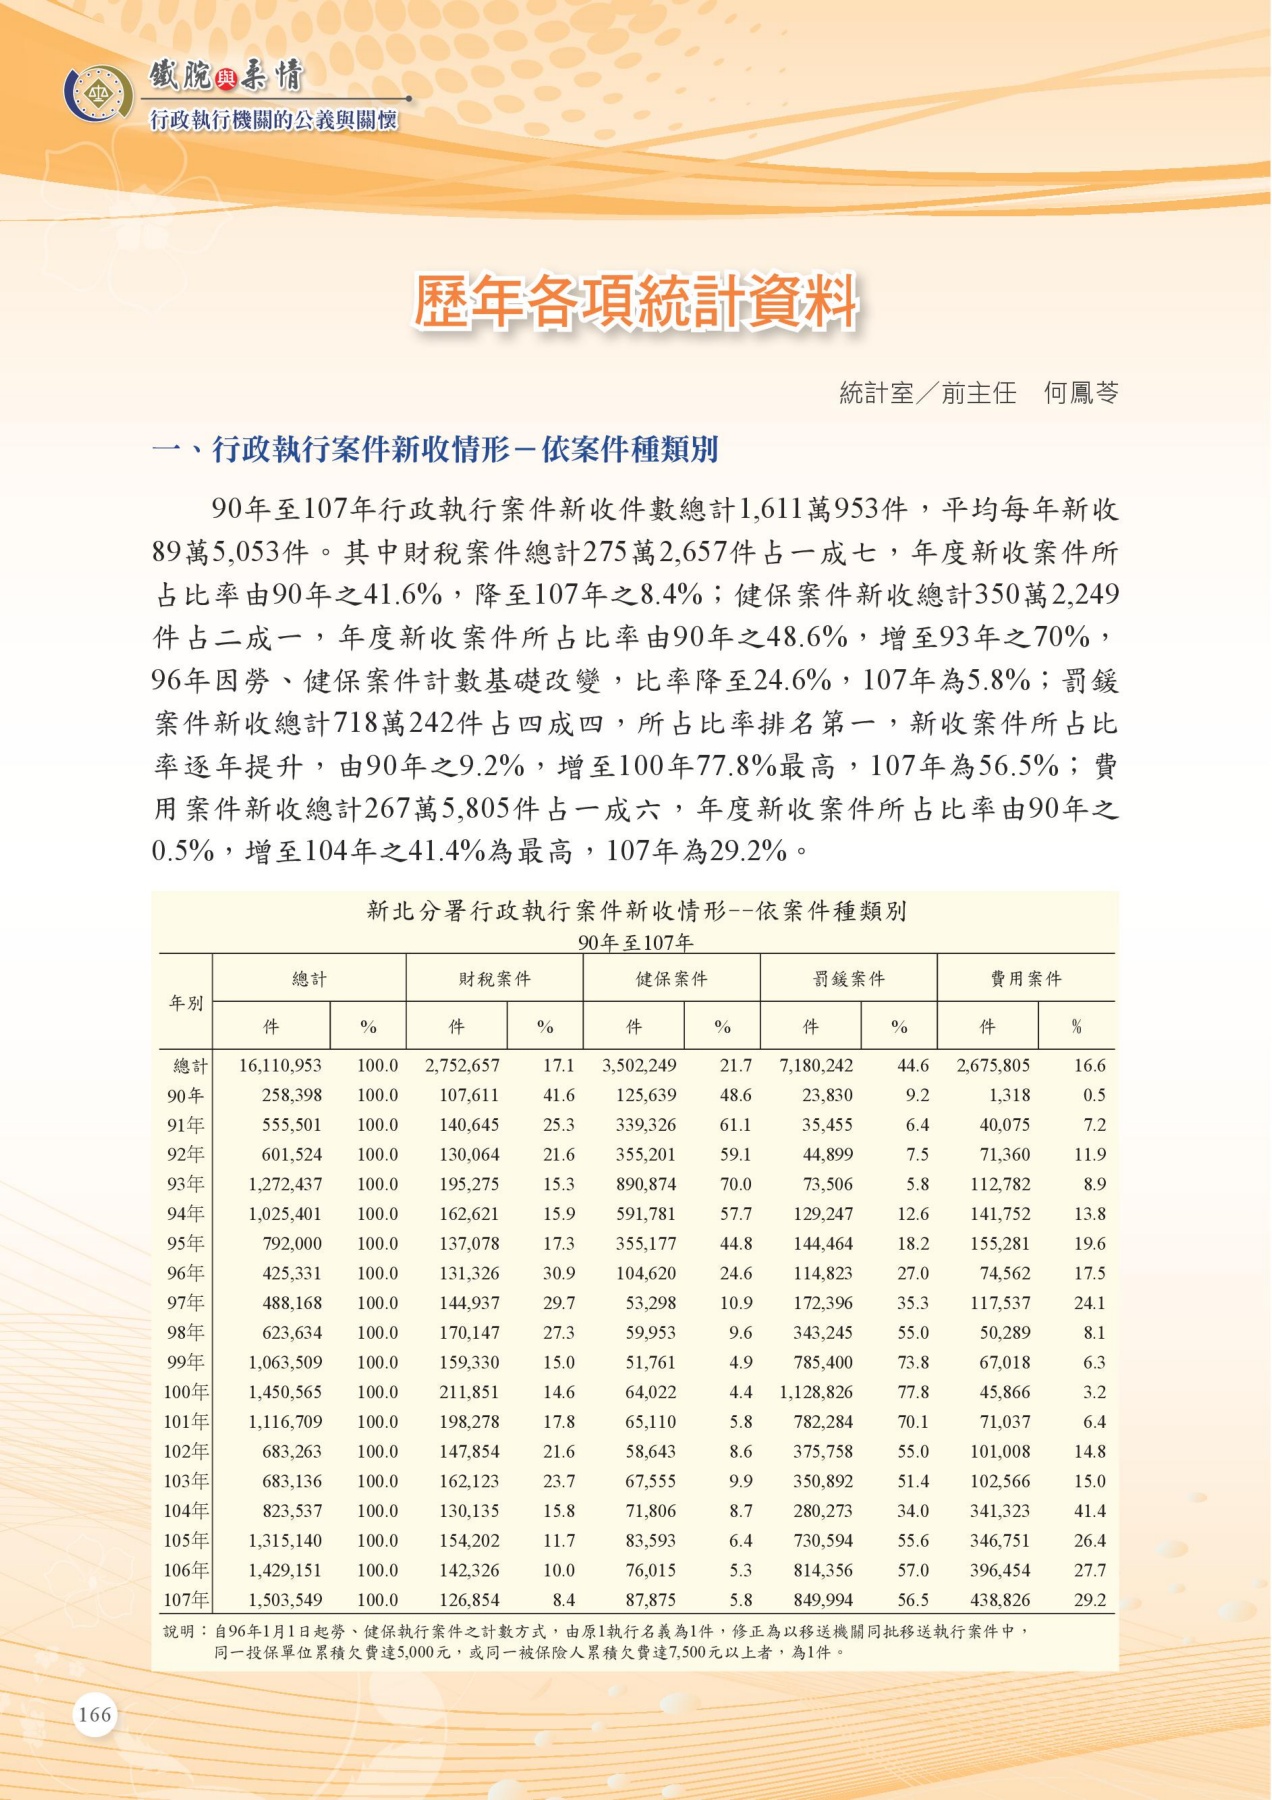 鐵腕與柔情
行政執行機關的公義與關懷
歷年各項統計資料
統計室／前主任　何鳳苓
一、行政執行案件新收情形－依案件種類別
90年至107年行政執行案件新收件數總計1,611萬953件，平均每年新收
89萬5,053件。其中財稅案件總計275萬2,657件占一成七，年度新收案件所
占比率由90年之41.6%，降至107年之8.4%；健保案件新收總計350萬2,249
件占二成一，年度新收案件所占比率由90年之48.6%，增至93年之70%，
96年因勞、健保案件計數基礎改變，比率降至24.6%，107年為5.8%；罰鍰
案件新收總計718萬242件占四成四，所占比率排名第一，新收案件所占比
率逐年提升，由90年之9.2%，增至100年77.8%最高，107年為56.5%；費
用案件新收總計267萬5,805件占一成六，年度新收案件所占比率由90年之
0.5%，增至104年之41.4%為最高，107年為29.2%。
新北分署行政執行案件新收情形--依案件種類別
90年至107年
年別 總計 財稅案件 健保案件 罰鍰案件 費用案件
件 % 件 % 件 % 件 % 件 %
總計 16,110,953 100.0 2,752,657 17.1 3,502,249 21.7 7,180,242 44.6 2,675,805 16.6
90年 258,398 100.0 107,611 41.6 125,639 48.6 23,830 9.2 1,318 0.5
91年 555,501 100.0 140,645 25.3 339,326 61.1 35,455 6.4 40,075 7.2
92年 601,524 100.0 130,064 21.6 355,201 59.1 44,899 7.5 71,360 11.9
93年 1,272,437 100.0 195,275 15.3 890,874 70.0 73,506 5.8 112,782 8.9
94年 1,025,401 100.0 162,621 15.9 591,781 57.7 129,247 12.6 141,752 13.8
95年 792,000 100.0 137,078 17.3 355,177 44.8 144,464 18.2 155,281 19.6
96年 425,331 100.0 131,326 30.9 104,620 24.6 114,823 27.0 74,562 17.5
97年 488,168 100.0 144,937 29.7 53,298 10.9 172,396 35.3 117,537 24.1
98年 623,634 100.0 170,147 27.3 59,953 9.6 343,245 55.0 50,289 8.1
99年 1,063,509 100.0 159,330 15.0 51,761 4.9 785,400 73.8 67,018 6.3
100年 1,450,565 100.0 211,851 14.6 64,022 4.4 1,128,826 77.8 45,866 3.2
101年 1,116,709 100.0 198,278 17.8 65,110 5.8 782,284 70.1 71,037 6.4
102年 683,263 100.0 147,854 21.6 58,643 8.6 375,758 55.0 101,008 14.8
103年 683,136 100.0 162,123 23.7 67,555 9.9 350,892 51.4 102,566 15.0
104年 823,537 100.0 130,135 15.8 71,806 8.7 280,273 34.0 341,323 41.4
105年 1,315,140 100.0 154,202 11.7 83,593 6.4 730,594 55.6 346,751 26.4
106年 1,429,151 100.0 142,326 10.0 76,015 5.3 814,356 57.0 396,454 27.7
107年 1,503,549 100.0 126,854 8.4 87,875 5.8 849,994 56.5 438,826 29.2
說明：自96年1月1日起勞、健保執行案件之計數方式，由原1執行名義為1件，修正為以移送機關同批移送執行案件中，
同一投保單位累積欠費達5,000元，或同一被保險人累積欠費達7,500元以上者，為1件。
166